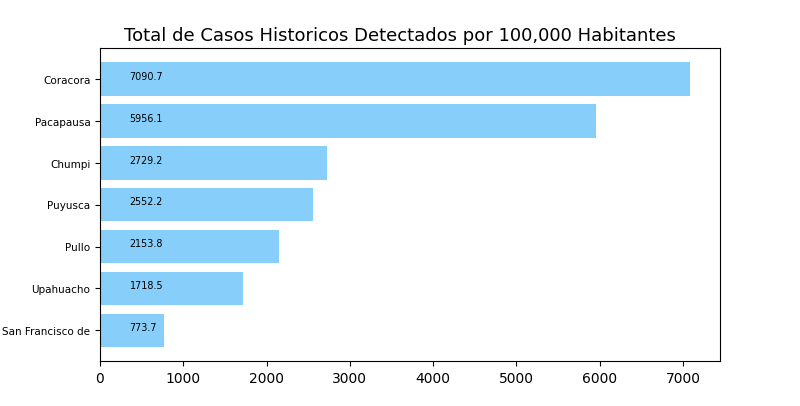 Total de Casos Historicos Detectados por 100,000 Habitantes
Coracora 7090.7
Pacapausa 5956.1
Chumpi 2729.2
Puyusca 2552.2
Pullo 2153.8
Upahuacho 1718.5
San Francisco de 773.7
0 1000 2000 3000 4000 5000 6000 7000